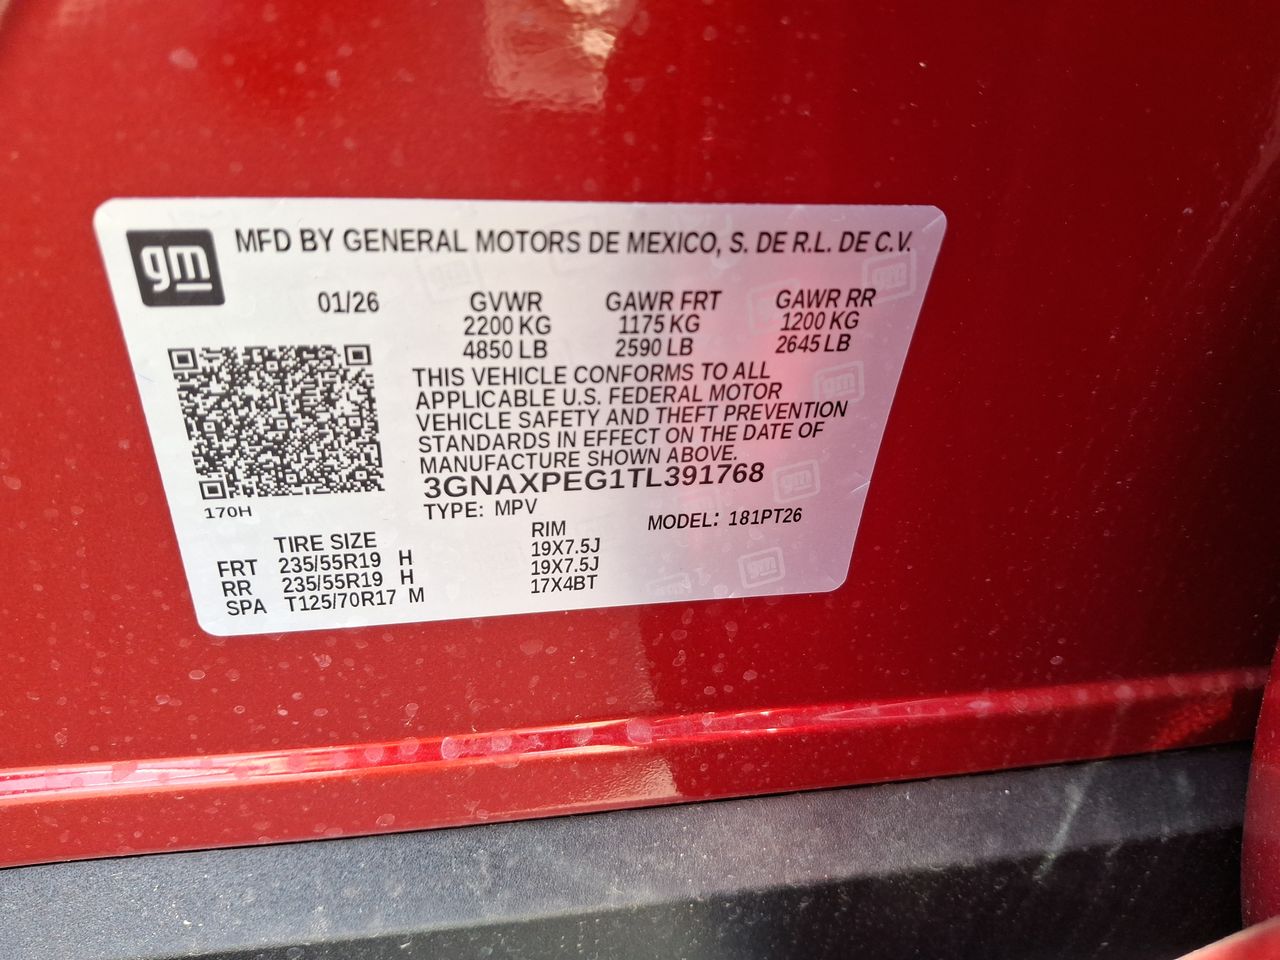 gm MFD BY GENERAL MOTORS DE MEXICO, S. DE R.L. DE C.V.
01/26 GVWR GAWR FRT GAWR RR
2200 KG 1175 KG 1200 KG
4850 LB 2590 LB 2645 LB
THIS VEHICLE CONFORMS TO ALL
APPLICABLE U.S. FEDERAL MOTOR
VEHICLE SAFETY AND THEFT PREVENTION
STANDARDS IN EFFECT ON THE DATE OF
MANUFACTURE SHOWN ABOVE.
3GNAXPEG1TL391768
170H
TYPE: MPV MODEL: 181PT26
TIRE SIZE RIM
FRT 235/55R19 H 19X7.5J
RR 235/55R19 H 19X7.5J
SPA T125/70R17 M 17X4BT